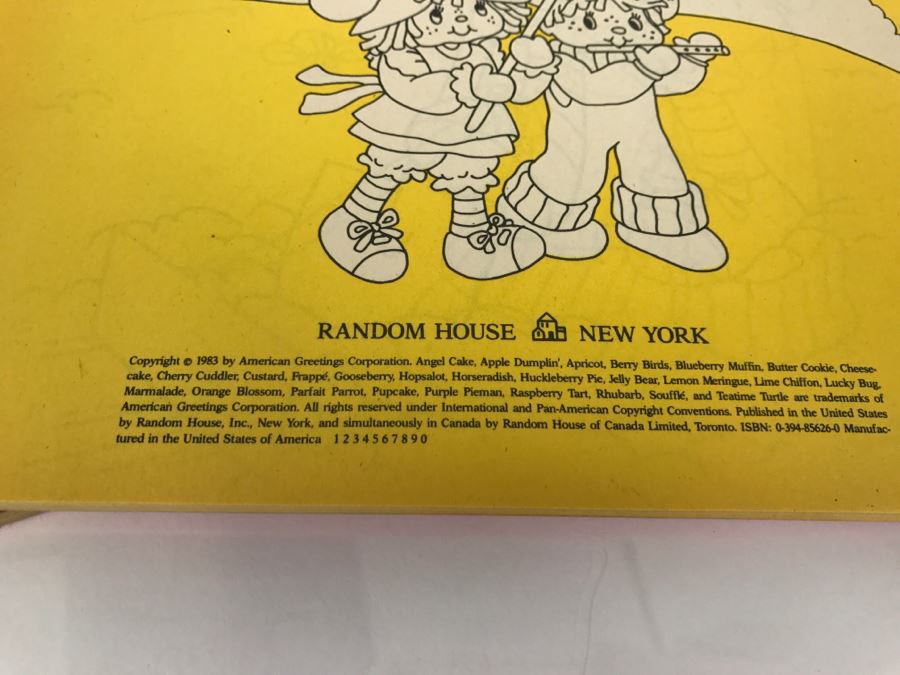 RANDOM HOUSE NEW YORK
Copyright © 1983 by American Greetings Corporation. Angel Cake, Apple Dumplin', Apricot, Berry Birds, Blueberry Muffin, Butter Cookie, Cheese-
cake, Cherry Cuddler, Custard, Frappé, Gooseberry, Hopsalot, Horseradish, Huckleberry Pie, Jelly Bear, Lemon Meringue, Lime Chiffon, Lucky Bug,
Marmalade, Orange Blossom, Parfait Parrot, Pupcake, Purple Pieman, Raspberry Tart, Rhubarb, Soufflé, and Teatime Turtle are trademarks of
American Greetings Corporation. All rights reserved under International and Pan-American Copyright Conventions. Published in the United States
by Random House, Inc., New York, and simultaneously in Canada by Random House of Canada Limited, Toronto. ISBN: 0-394-85626-0 Manufac-
tured in the United States of America 1 2 3 4 5 6 7 8 9 0